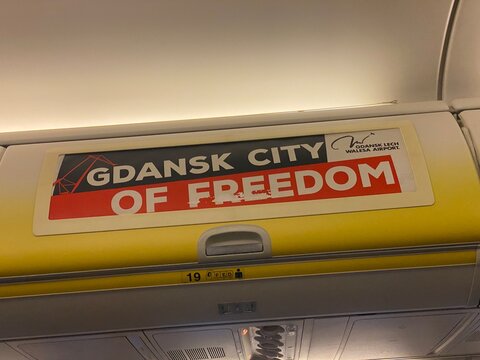 GDANSK CITY
OF FREEDOM
GDANSK LECH
WALESA AIRPORT
19